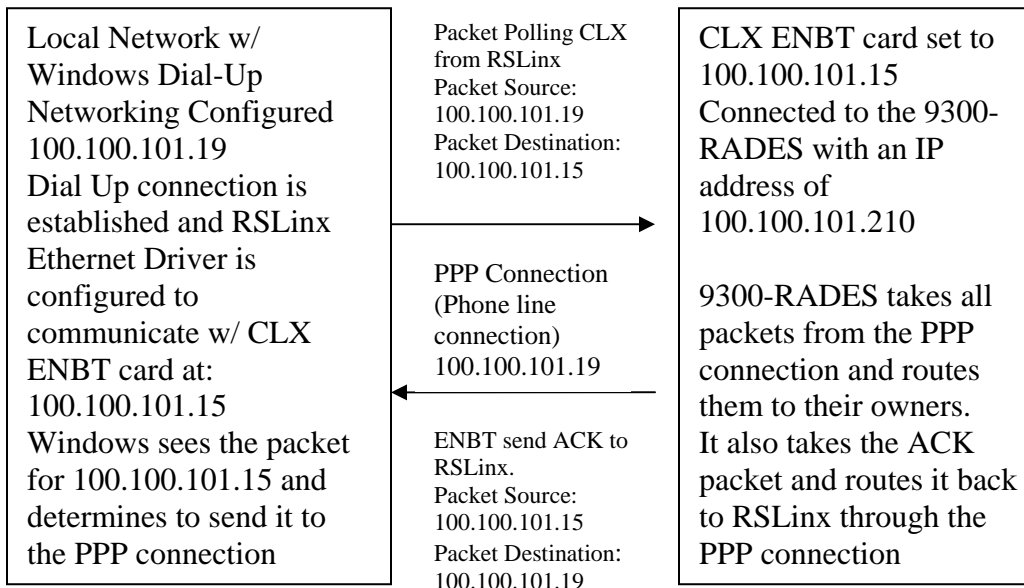 Local Network w/
Windows Dial-Up
Networking Configured
100.100.101.19
Dial Up connection is
established and RSLinx
Ethernet Driver is
configured to
communicate w/ CLX
ENBT card at:
100.100.101.15
Windows sees the packet
for 100.100.101.15 and
determines to send it to
the PPP connection
Packet Polling CLX
from RSLinx
Packet Source:
100.100.101.19
Packet Destination:
100.100.101.15
PPP Connection
(Phone line
connection)
100.100.101.19
ENBT send ACK to
RSLinx.
Packet Source:
100.100.101.15
Packet Destination:
100.100.101.19
CLX ENBT card set to
100.100.101.15
Connected to the 9300-
RADES with an IP
address of
100.100.101.210
9300-RADES takes all
packets from the PPP
connection and routes
them to their owners.
It also takes the ACK
packet and routes it back
to RSLinx through the
PPP connection